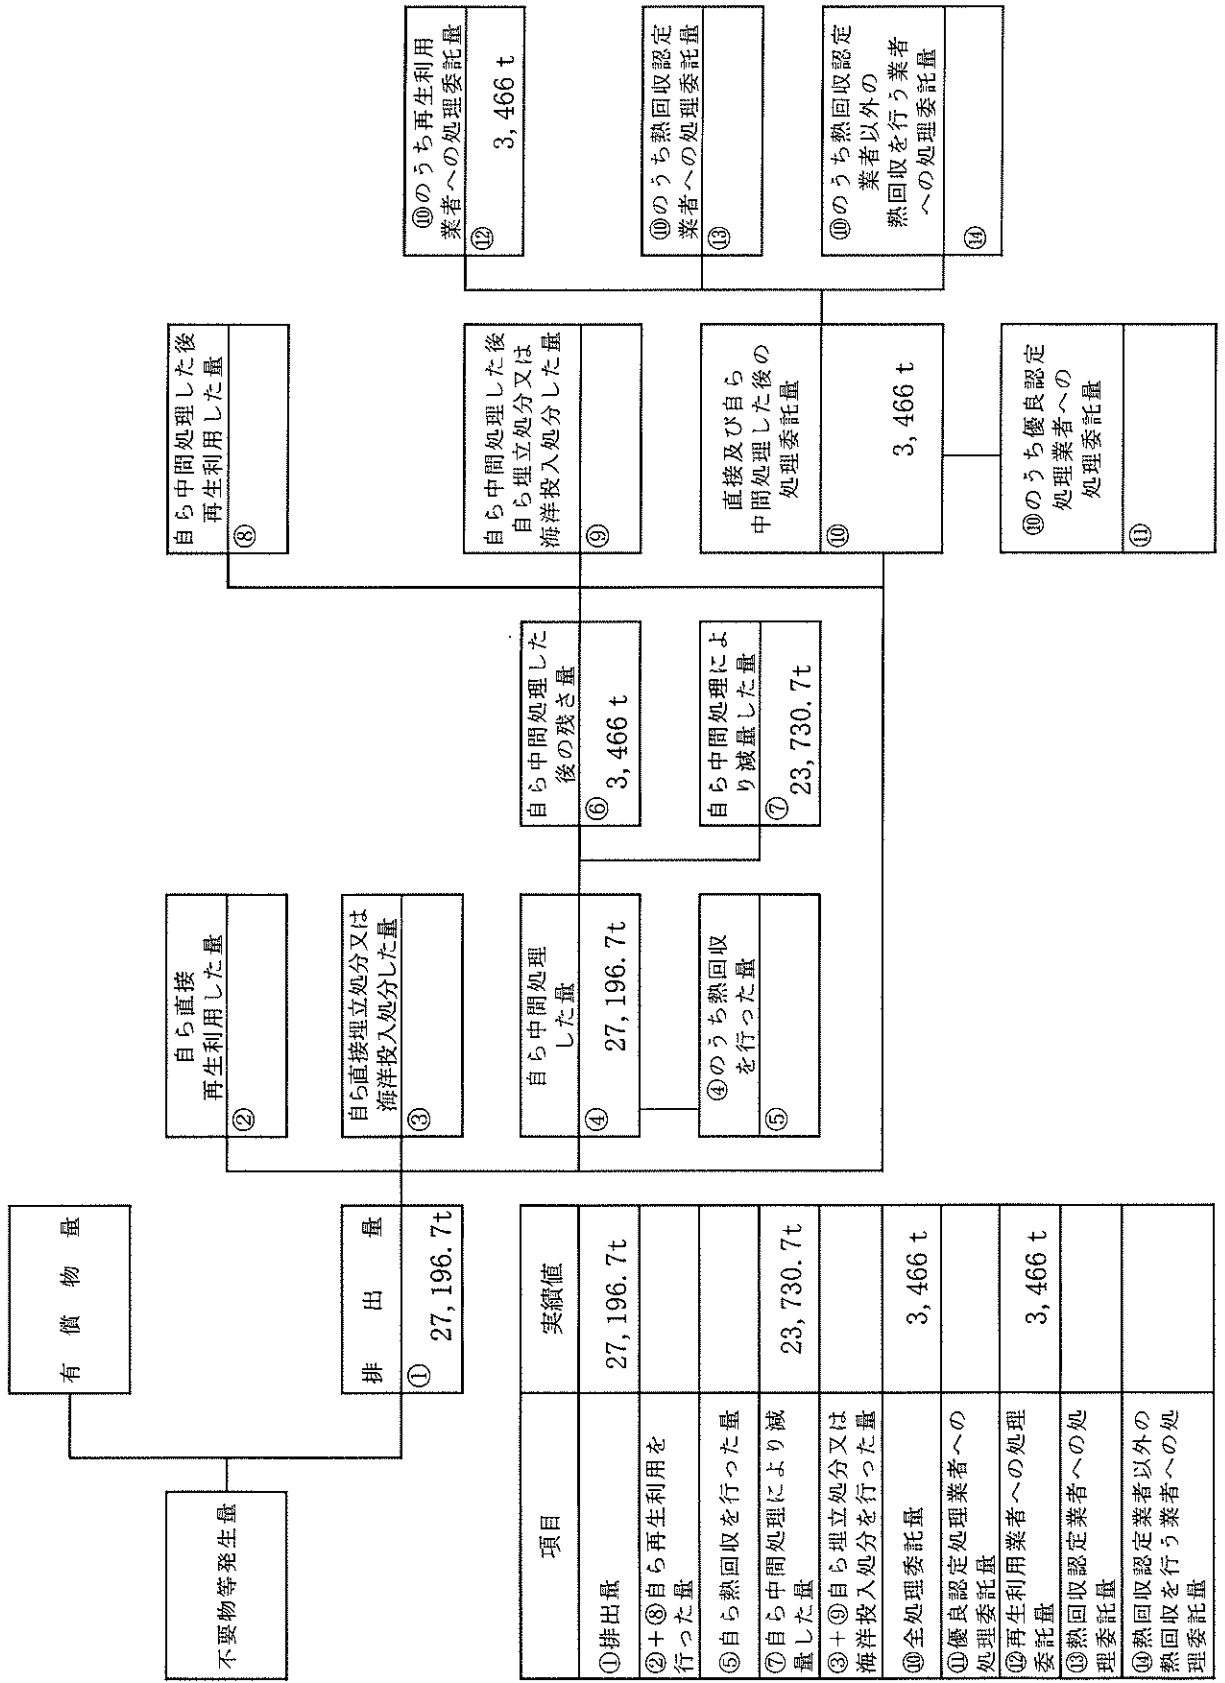 不要物等発生量
有償物量
排出量
① 27,196.7t
自ら直接
再生利用した量
②
自ら直接埋立処分又は
海洋投入処分した量
③
自ら中間処理
した量
④ 27,196.7t
④のうち熱回収
を行った量
⑤
自ら中間処理した
後の残さ量
⑥ 3,466 t
自ら中間処理によ
り減量した量
⑦ 23,730.7t
自ら中間処理した後
再生利用した量
⑧
自ら中間処理した後
自ら埋立処分又は
海洋投入処分した量
⑨
直接及び自ら
中間処理した後の
処理委託量
⑩ 3,466 t
⑩のうち優良認定
処理業者への
処理委託量
⑪
⑩のうち再生利用
業者への処理委託量
⑫ 3,466 t
⑩のうち熱回収認定
業者への処理委託量
⑬
⑩のうち熱回収認定
業者以外の
熱回収を行う業者
への処理委託量
⑭
項目 実績値
①排出量 27,196.7t
②+⑧自ら再生利用を
行った量
⑤自ら熱回収を行った量
⑦自ら中間処理により減
量した量 23,730.7t
③+⑨自ら埋立処分又は
海洋投入処分を行った量
⑩全処理委託量 3,466 t
⑪優良認定処理業者への
処理委託量
⑫再生利用業者への処理
委託量 3,466 t
⑬熱回収認定業者への処
理委託量
⑭熱回収認定業者以外の
熱回収を行う業者への処
理委託量